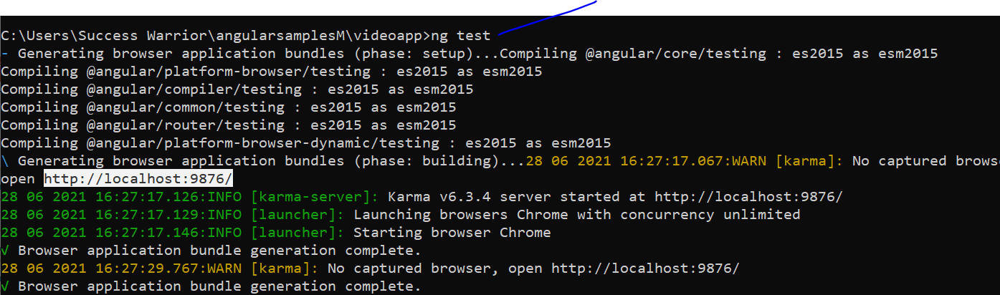 C:\Users\Success Warrior\angularsamplesM\videoapp>ng test
- Generating browser application bundles (phase: setup)...Compiling @angular/core/testing : es2015 as esm2015
Compiling @angular/platform-browser/testing : es2015 as esm2015
Compiling @angular/compiler/testing : es2015 as esm2015
Compiling @angular/common/testing : es2015 as esm2015
Compiling @angular/router/testing : es2015 as esm2015
Compiling @angular/platform-browser-dynamic/testing : es2015 as esm2015
\ Generating browser application bundles (phase: building)...28 06 2021 16:27:17.067:WARN [karma]: No captured brows
open http://localhost:9876/
28 06 2021 16:27:17.126:INFO [karma-server]: Karma v6.3.4 server started at http://localhost:9876/
28 06 2021 16:27:17.129:INFO [launcher]: Launching browsers Chrome with concurrency unlimited
28 06 2021 16:27:17.146:INFO [launcher]: Starting browser Chrome
√ Browser application bundle generation complete.
28 06 2021 16:27:29.767:WARN [karma]: No captured browser, open http://localhost:9876/
√ Browser application bundle generation complete.